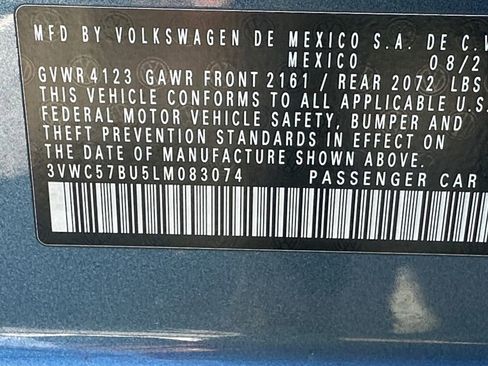 MFD BY VOLKSWAGEN DE MEXICO S.A. DE C.V
MEXICO 08/2
GVWR 4123 GAWR FRONT 2161 / REAR 2072 LBS
THIS VEHICLE CONFORMS TO ALL APPLICABLE U.S.
FEDERAL MOTOR VEHICLE SAFETY, BUMPER AND
THEFT PREVENTION STANDARDS IN EFFECT ON
THE DATE OF MANUFACTURE SHOWN ABOVE.
3VWC57BU5LM083074 PASSENGER CAR